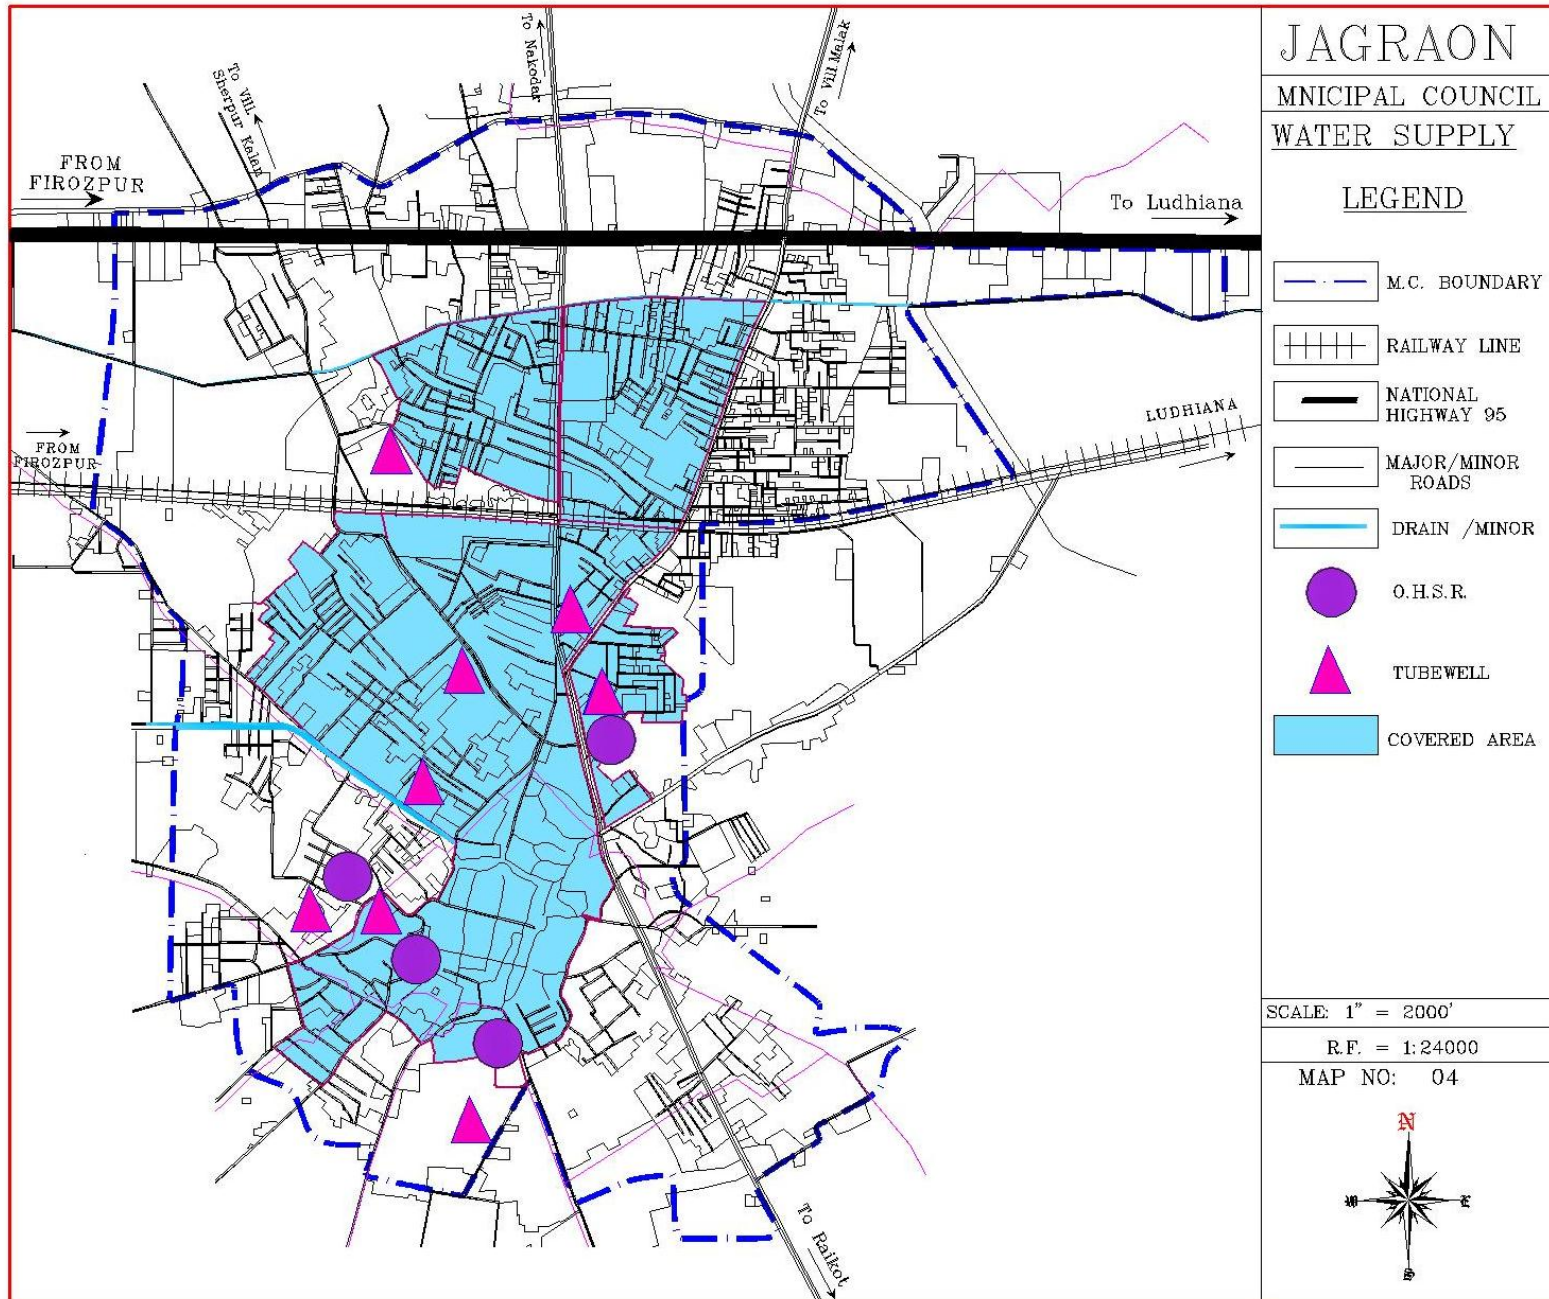 JAGRAON
MNICIPAL COUNCIL
WATER SUPPLY
LEGEND
M.C. BOUNDARY
RAILWAY LINE
NATIONAL
HIGHWAY 95
MAJOR/MINOR
ROADS
DRAIN /MINOR
O.H.S.R.
TUBEWELL
COVERED AREA
SCALE: 1" = 2000'
R.F. = 1:24000
MAP NO: 04
N
To Nakodar
To Vill Malak
To Vill.
Sherpur Kalan
FROM
FIROZPUR
To Ludhiana
LUDHIANA
FROM
FIROZPUR
To Raikot